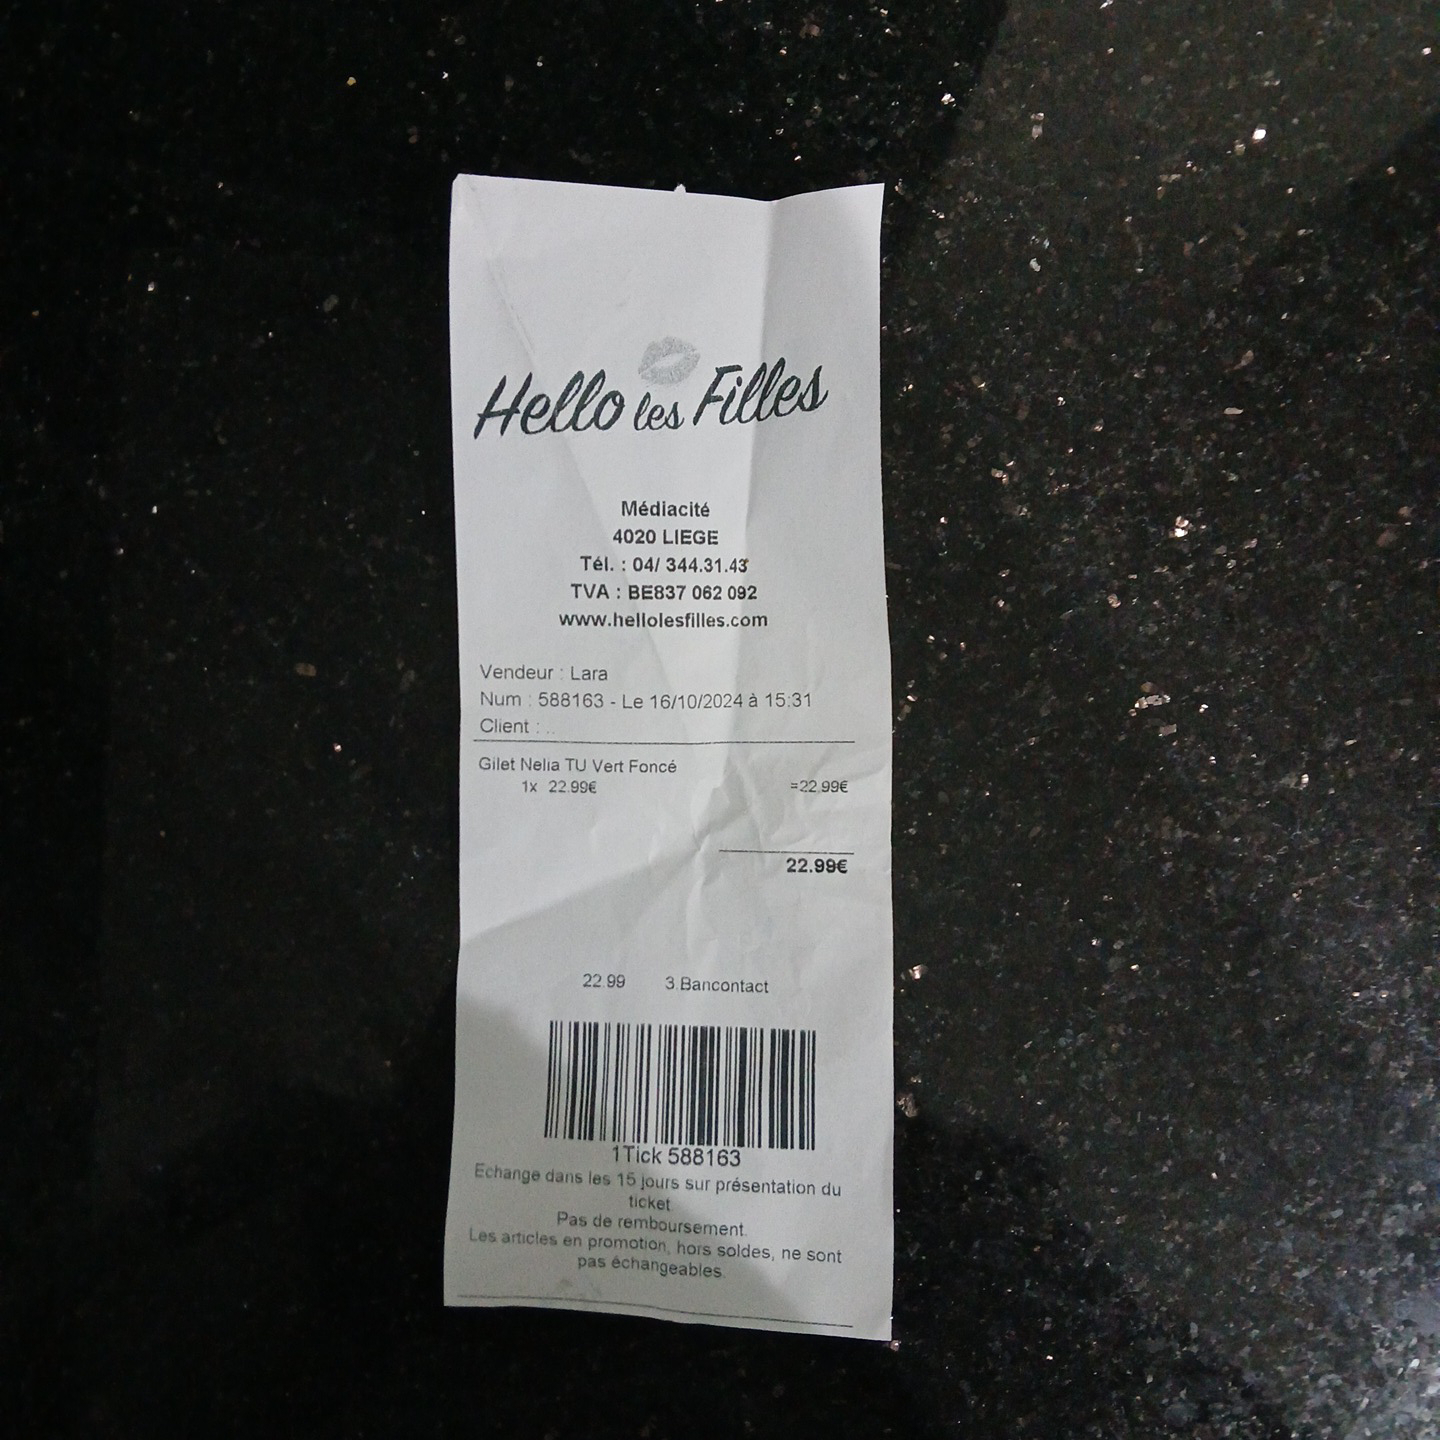 Hello les Filles
Médiacité
4020 LIEGE
Tél. : 04/ 344.31.43
TVA : BE837 062 092
www.hellolesfilles.com
Vendeur : Lara
Num : 588163 - Le 16/10/2024 à 15:31
Client : ..
Gilet Nelia TU Vert Foncé
1x 22.99€ =22.99€
22.99€
22.99 3.Bancontact
1Tick 588163
Echange dans les 15 jours sur présentation du
ticket
Pas de remboursement.
Les articles en promotion, hors soldes, ne sont
pas échangeables.